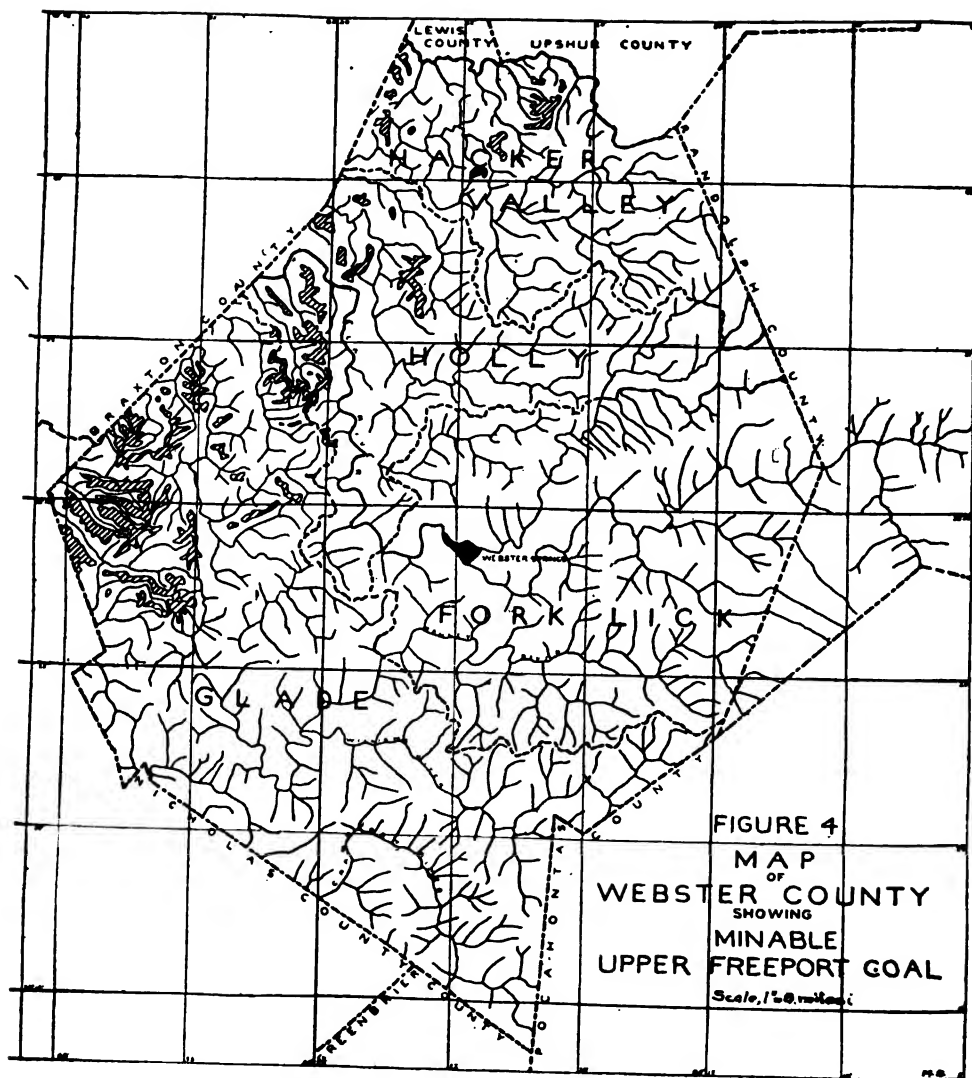 LEWIS
COUNTY
UPSHUR COUNTY
HACKER
VALLEY
RANDOLPH COUNTY
BRAXTON COUNTY
HOLLY
WEBSTER SPRINGS
FORK LICK
GLADE
NICHOLAS COUNTY
GREENBRIER COUNTY
POCAHONTAS COUNTY
FIGURE 4
MAP
OF
WEBSTER COUNTY
SHOWING
MINABLE
UPPER FREEPORT COAL